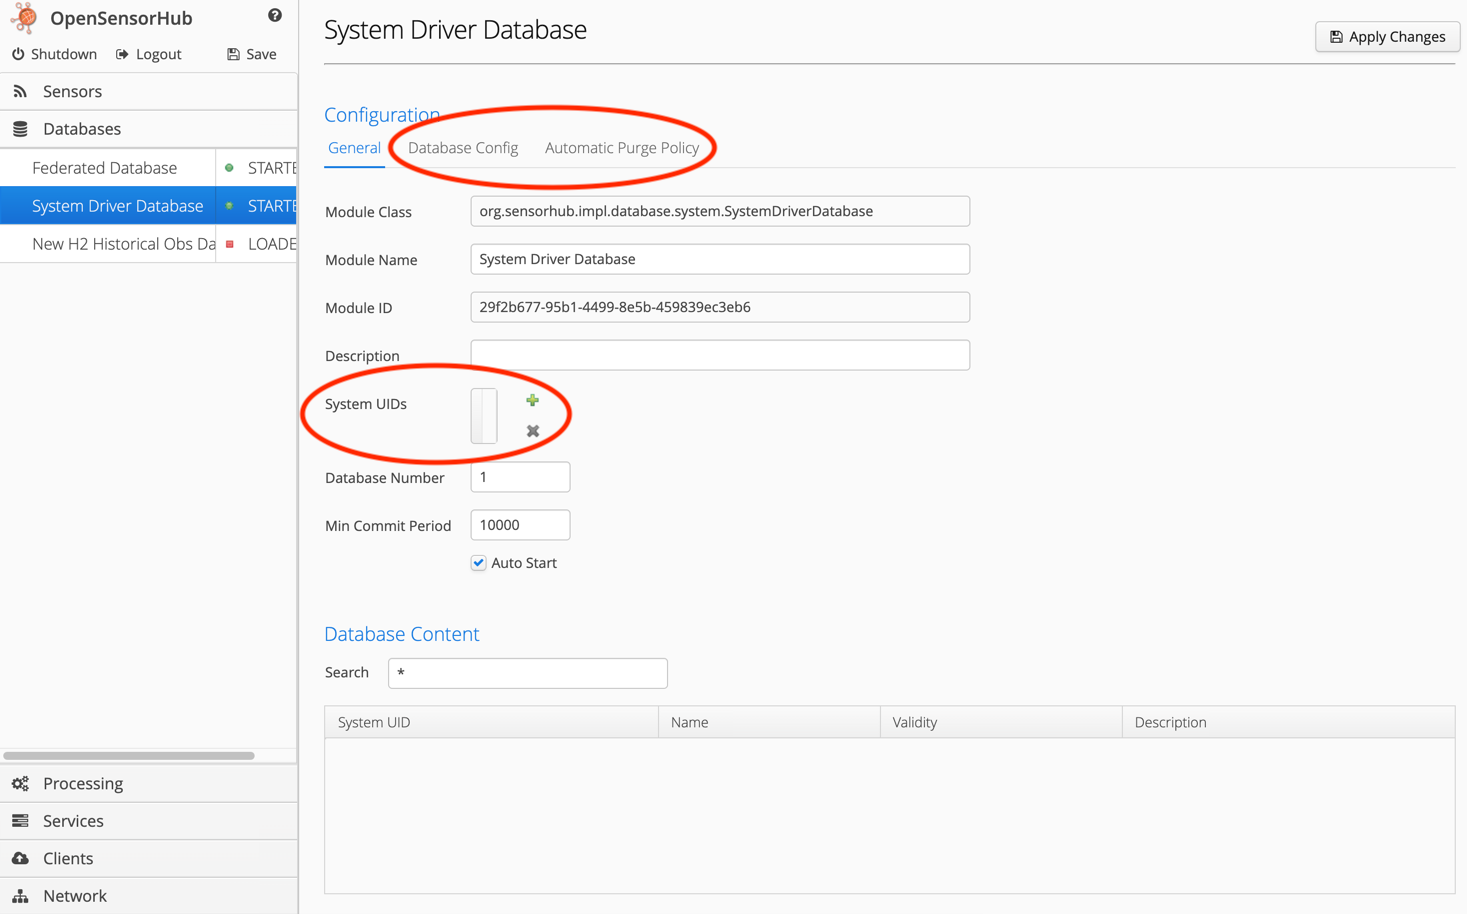 OpenSensorHub
Shutdown Logout Save
Sensors
Databases
Federated Database STARTE
System Driver Database STARTE
New H2 Historical Obs Da LOADE
Processing
Services
Clients
Network
System Driver Database
Apply Changes
Configuration
General Database Config Automatic Purge Policy
Module Class org.sensorhub.impl.database.system.SystemDriverDatabase
Module Name System Driver Database
Module ID 29f2b677-95b1-4499-8e5b-459839ec3eb6
Description
System UIDs
Database Number 1
Min Commit Period 10000
Auto Start
Database Content
Search *
System UID Name Validity Description